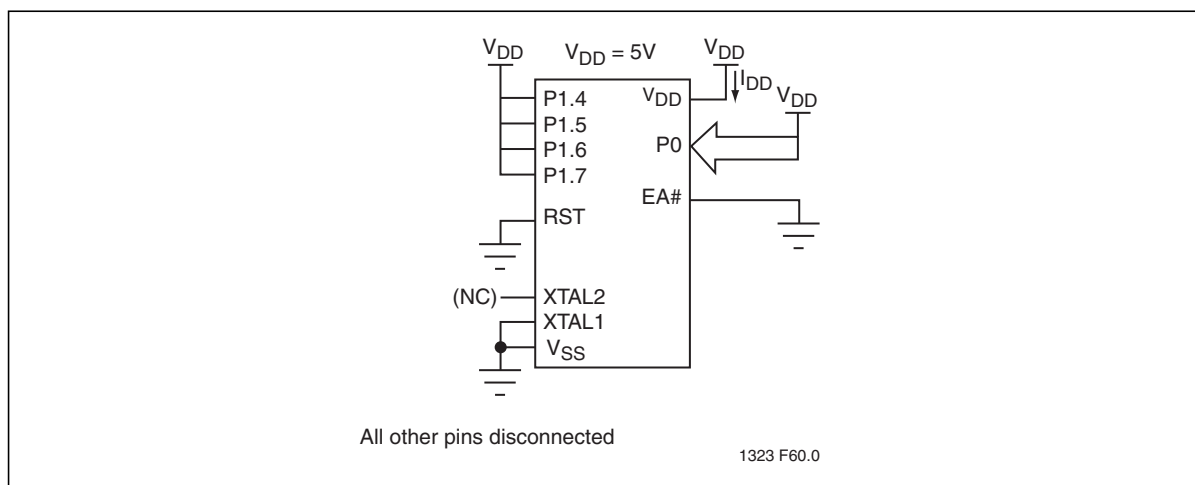 VDD
VDD = 5V
VDD
IDD
VDD
P1.4
P1.5
P1.6
P1.7
RST
(NC)
XTAL2
XTAL1
VSS
VDD
P0
EA#
All other pins disconnected
1323 F60.0